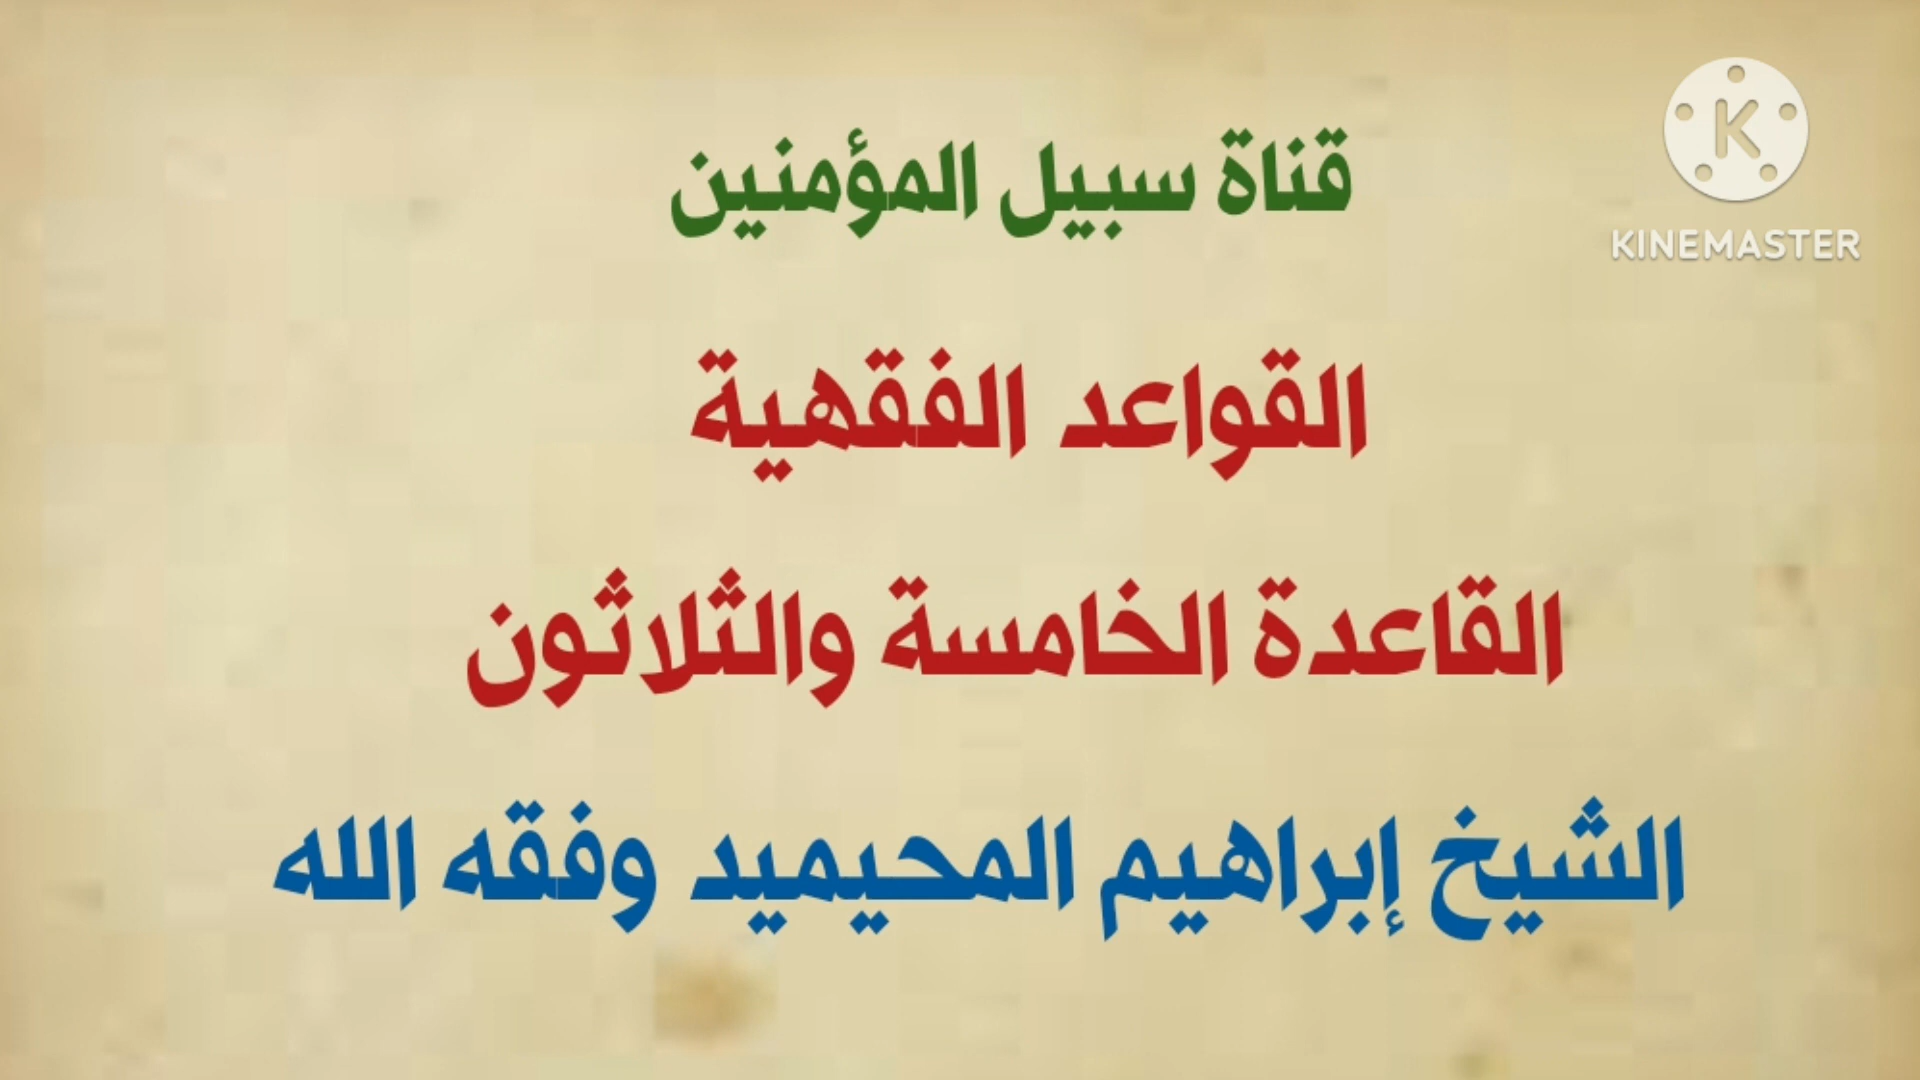 قناة سبيل المؤمنين
KINEMASTER
القواعد الفقهية
القاعدة الخامسة والثلاثون
الشيخ إبراهيم المحيميد وفقه الله